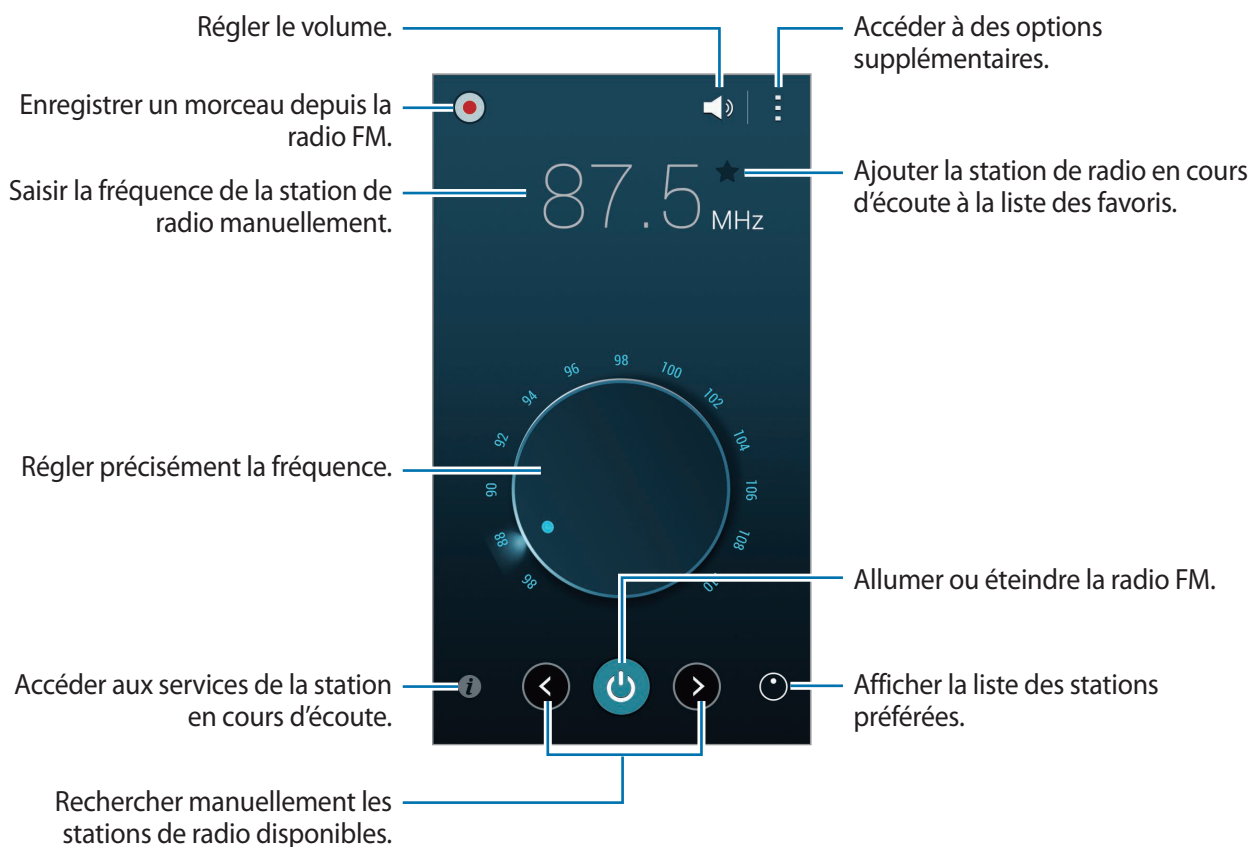 Régler le volume.
Accéder à des options
supplémentaires.
Enregistrer un morceau depuis la
radio FM.
Saisir la fréquence de la station de
radio manuellement.
87.5 MHz
Ajouter la station de radio en cours
d'écoute à la liste des favoris.
86
88
90
92
94
96
98
100
102
104
106
108
Régler précisément la fréquence.
Allumer ou éteindre la radio FM.
Accéder aux services de la station
en cours d'écoute.
i
Afficher la liste des stations
préférées.
Rechercher manuellement les
stations de radio disponibles.